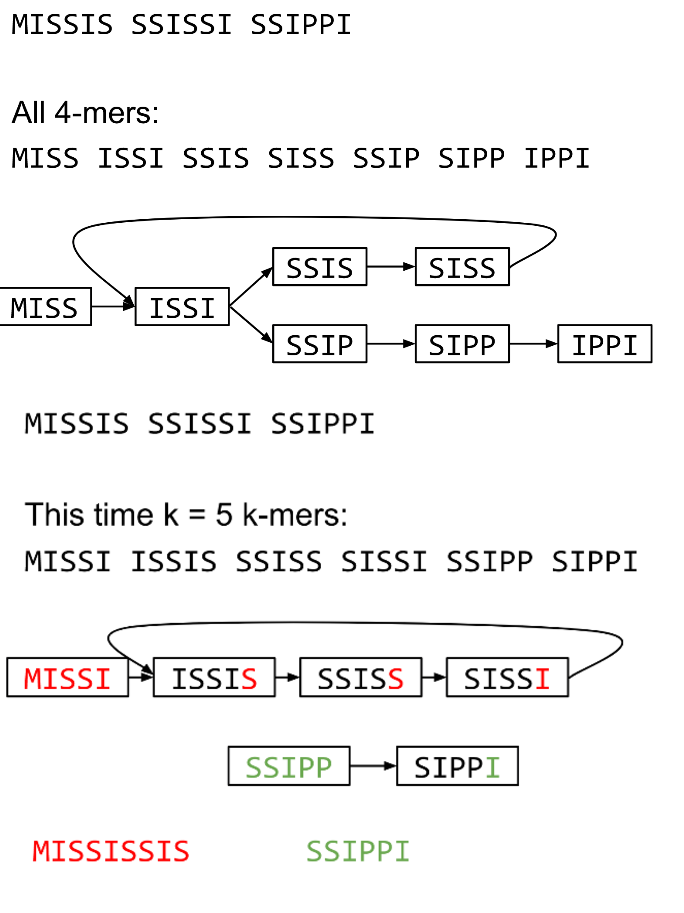 MISSIS SSISSI SSIPPI
All 4-mers:
MISS ISSI SSIS SISS SSIP SIPP IPPI
SSIS SISS
MISS ISSI
SSIP SIPP IPPI
MISSIS SSISSI SSIPPI
This time k = 5 k-mers:
MISSI ISSIS SSISS SISSI SSIPP SIPPI
MISSI ISSIS SSISS SISSI
SSIPP SIPPI
MISSISSIS SSIPPI